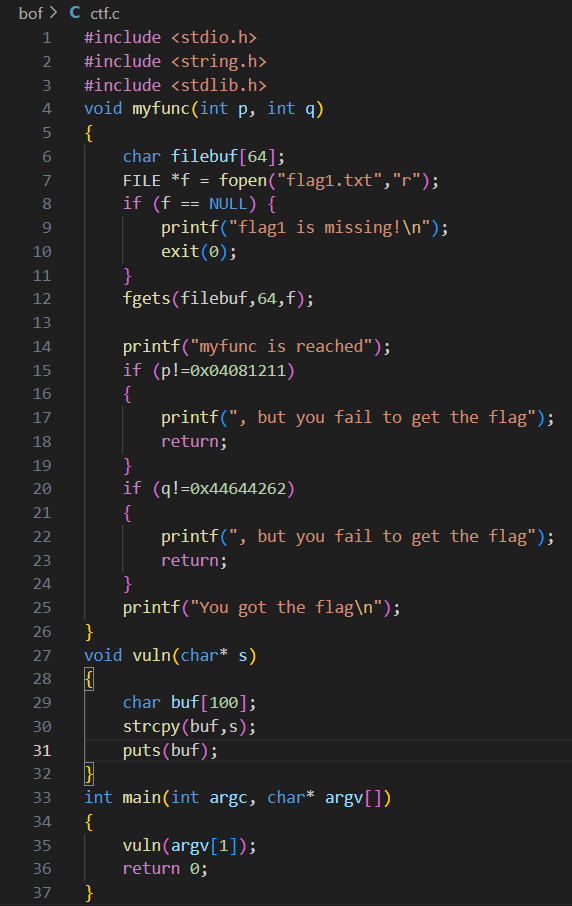 bof > C ctf.c
1 #include <stdio.h>
2 #include <string.h>
3 #include <stdlib.h>
4 void myfunc(int p, int q)
5 {
6     char filebuf[64];
7     FILE *f = fopen("flag1.txt","r");
8     if (f == NULL) {
9         printf("flag1 is missing!\n");
10         exit(0);
11     }
12     fgets(filebuf,64,f);
13
14     printf("myfunc is reached");
15     if (p!=0x04081211)
16     {
17         printf(", but you fail to get the flag");
18         return;
19     }
20     if (q!=0x44644262)
21     {
22         printf(", but you fail to get the flag");
23         return;
24     }
25     printf("You got the flag\n");
26 }
27 void vuln(char* s)
28 {
29     char buf[100];
30     strcpy(buf,s);
31     puts(buf);
32 }
33 int main(int argc, char* argv[])
34 {
35     vuln(argv[1]);
36     return 0;
37 }